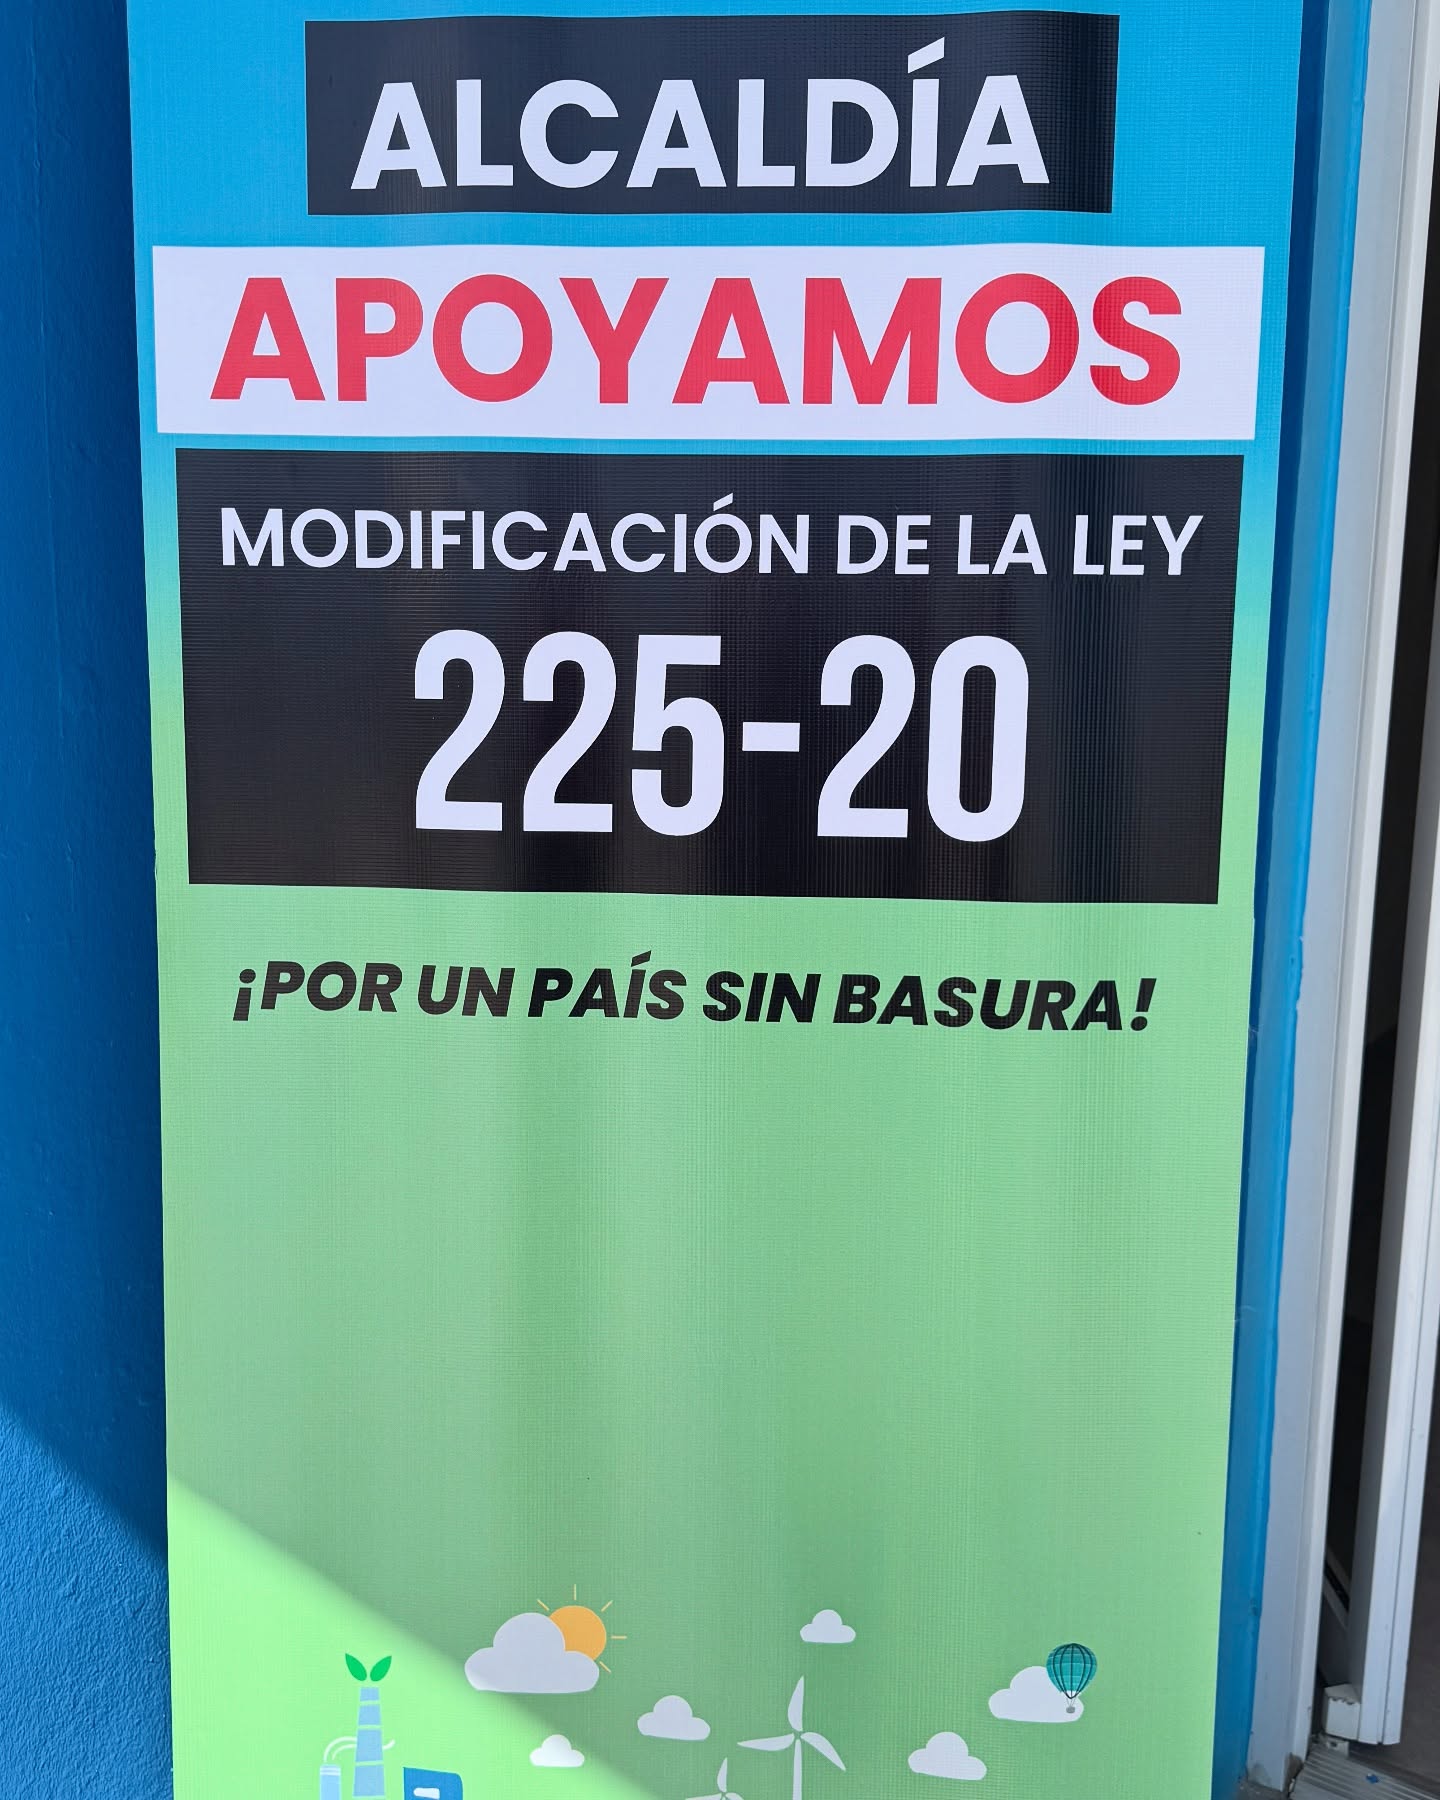 ALCALDÍA
APOYAMOS
MODIFICACIÓN DE LA LEY
225-20
¡POR UN PAÍS SIN BASURA!